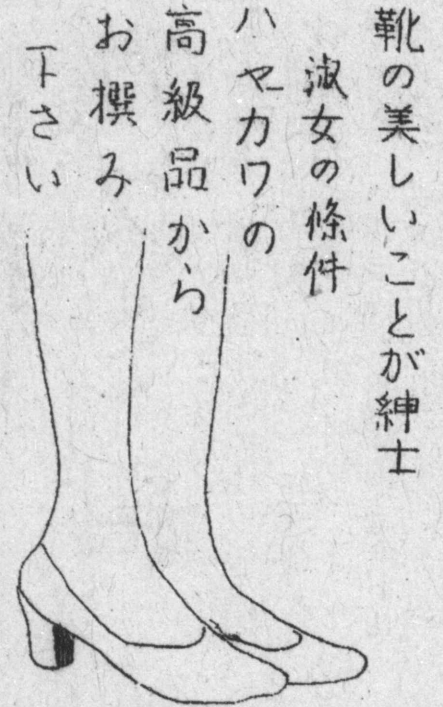 靴の美しいことが紳士
淑女の條件
ハヤカワの
高級品から
お撰み
下さい